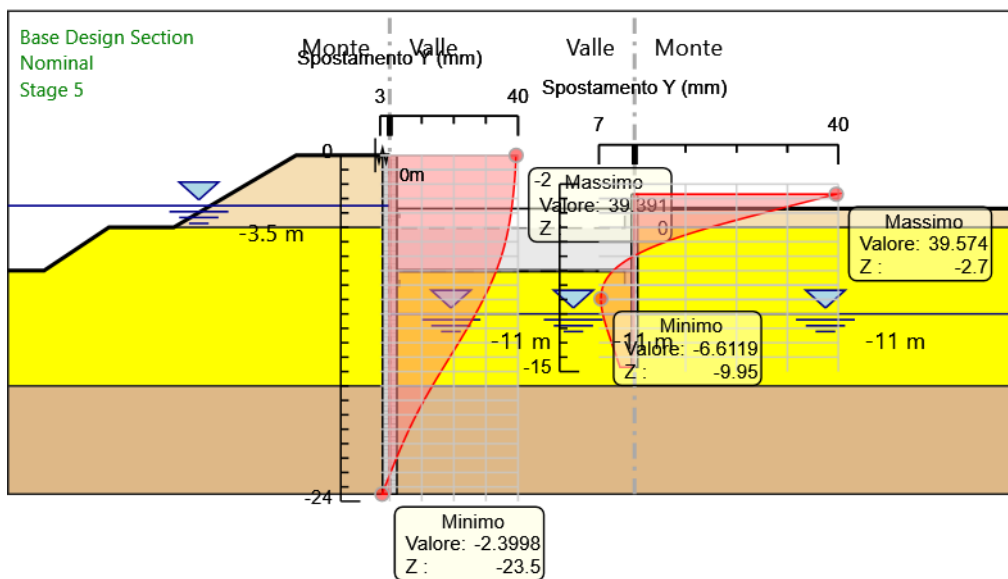 Base Design Section
Nominal
Stage 5
Monte
Valle
Spostamento Y (mm)
3
40
Valle
Monte
Spostamento Y (mm)
7
40
0
0m
-3.5 m
-24
-2
0
-15
Massimo
Valore: 39.391
Z
Massimo
Valore: 39.574
Z : -2.7
-11 m
-11 m
-11 m
Minimo
Valore: -6.6119
Z : -9.95
Minimo
Valore: -2.3998
Z : -23.5